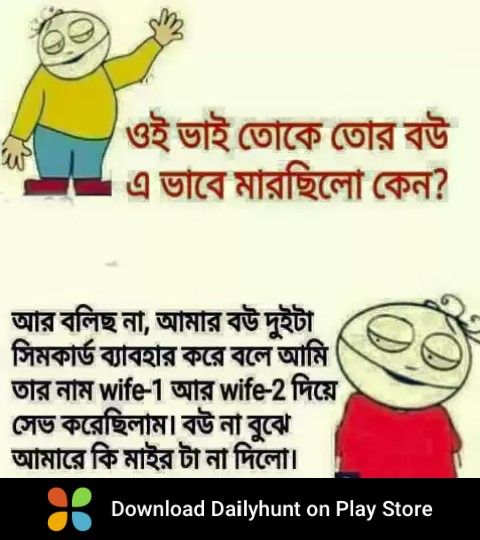 ওই ভাই তোকে তোর বউ
এ ভাবে মারছিলো কেন?
আর বলিছ না, আমার বউ দুইটা
সিমকার্ড ব্যাবহার করে বলে আমি
তার নাম wife-1 আর wife-2 দিয়ে
সেভ করেছিলাম। বউ না বুঝে
আমারে কি মাইর টা না দিলো।
Download Dailyhunt on Play Store